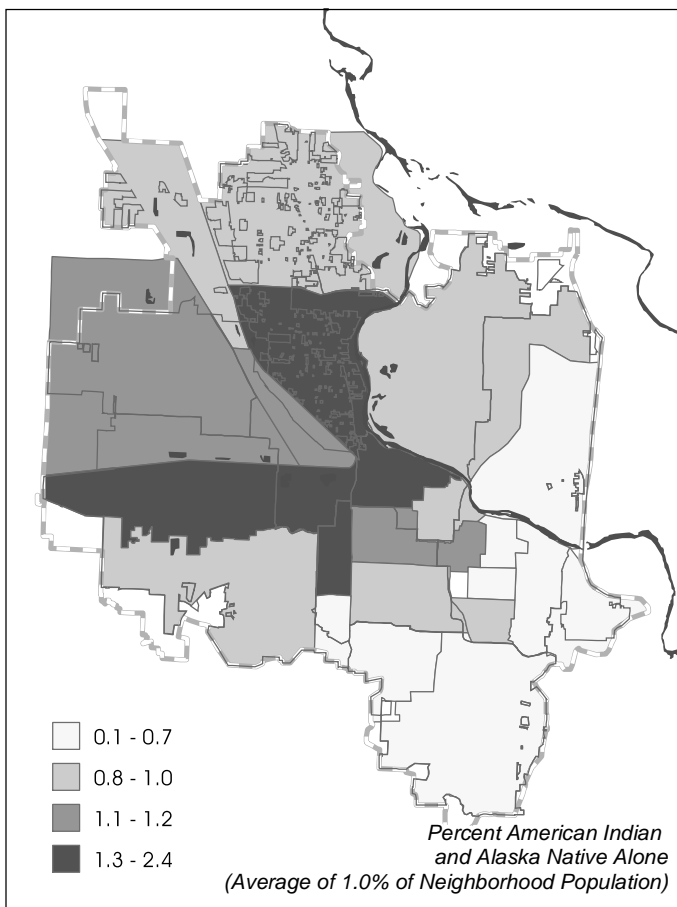 0.1 - 0.7
0.8 - 1.0
1.1 - 1.2
1.3 - 2.4
Percent American Indian
and Alaska Native Alone
(Average of 1.0% of Neighborhood Population)